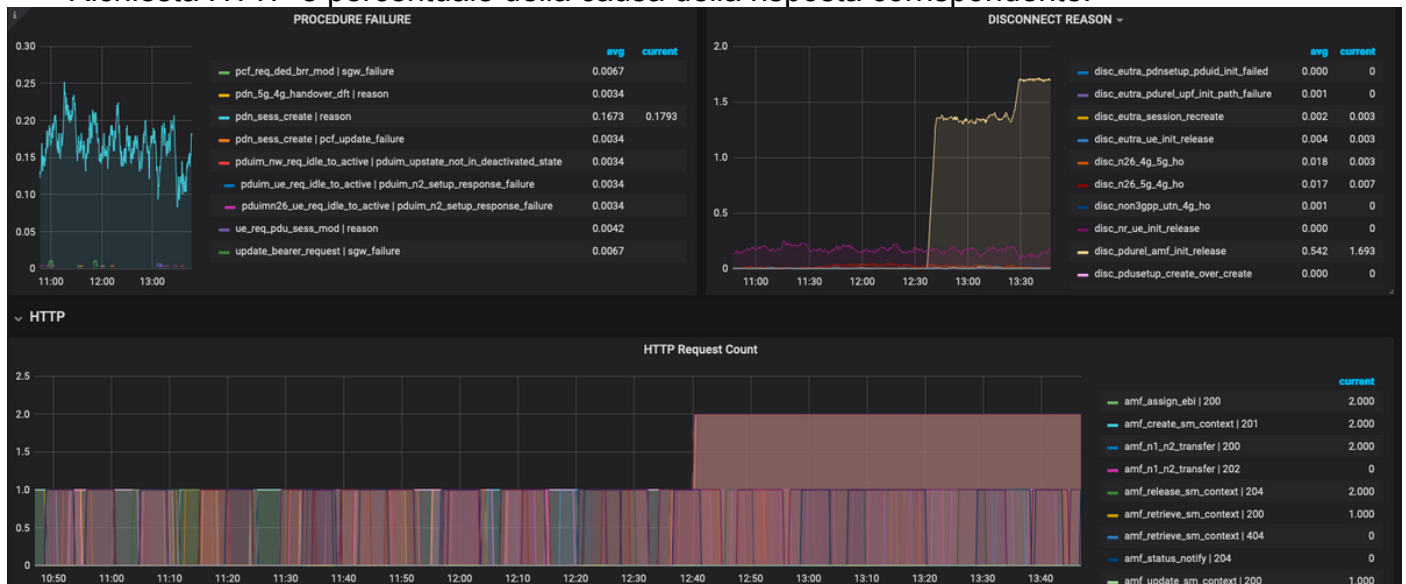 Richiesta HTTP e percentuale della causa della risposta corrispondente.
PROCEDURE FAILURE
avg current
0.30
0.25
0.20
0.15
0.10
0.05
0
11:00 12:00 13:00
pcf_req_ded_brr_mod | sgw_failure 0.0067
pdn_5g_4g_handover_dft | reason 0.0034
pdn_sess_create | reason 0.1673 0.1793
pdn_sess_create | pcf_update_failure 0.0034
pduim_nw_req_idle_to_active | pduim_upstate_not_in_deactivated_state 0.0034
pduim_ue_req_idle_to_active | pduim_n2_setup_response_failure 0.0034
pduimn26_ue_req_idle_to_active | pduim_n2_setup_response_failure 0.0034
ue_req_pdu_sess_mod | reason 0.0042
update_bearer_request | sgw_failure 0.0067
DISCONNECT REASON
avg current
2.0
1.5
1.0
0.5
0
11:00 11:30 12:00 12:30 13:00 13:30
disc_eutra_pdnsetup_pduid_init_failed 0.000 0
disc_eutra_pdurel_upf_init_path_failure 0.001 0
disc_eutra_session_recreate 0.002 0.003
disc_eutra_ue_init_release 0.004 0.003
disc_n26_4g_5g_ho 0.018 0.003
disc_n26_5g_4g_ho 0.017 0.007
disc_non3gpp_utn_4g_ho 0.001 0
disc_nr_ue_init_release 0.000 0
disc_pdurel_amf_init_release 0.542 1.693
disc_pdusetup_create_over_create 0.000 0
HTTP
HTTP Request Count
current
2.5
2.0
1.5
1.0
0.5
0
10:50 11:00 11:10 11:20 11:30 11:40 11:50 12:00 12:10 12:20 12:30 12:40 12:50 13:00 13:10 13:20 13:30 13:40
amf_assign_ebi | 200 2.000
amf_create_sm_context | 201 2.000
amf_n1_n2_transfer | 200 2.000
amf_n1_n2_transfer | 202 0
amf_release_sm_context | 204 2.000
amf_retrieve_sm_context | 200 1.000
amf_retrieve_sm_context | 404 0
amf_status_notify | 204 0
amf_update_sm_context | 200 1.000